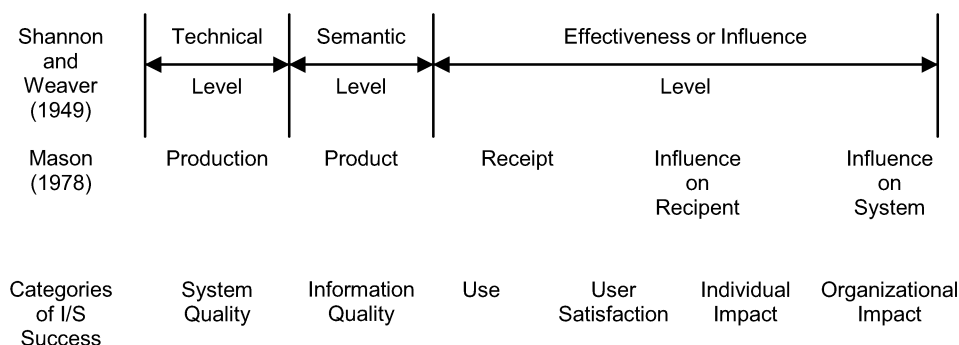 Shannon
and
Weaver
(1949)
Technical
Level
Semantic
Level
Effectiveness or Influence
Level
Mason
(1978)
Production
Product
Receipt
Influence
on
Recipent
Influence
on
System
Categories
of I/S
Success
System
Quality
Information
Quality
Use
User
Satisfaction
Individual
Impact
Organizational
Impact